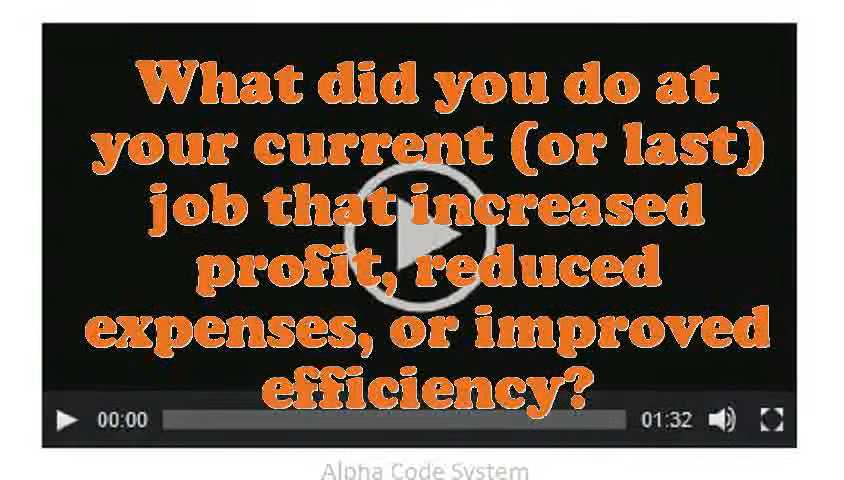 What did you do at
your current (or last)
job that increased
profit, reduced
expenses, or improved
efficiency?
00:00
01:32
Alpha Code System